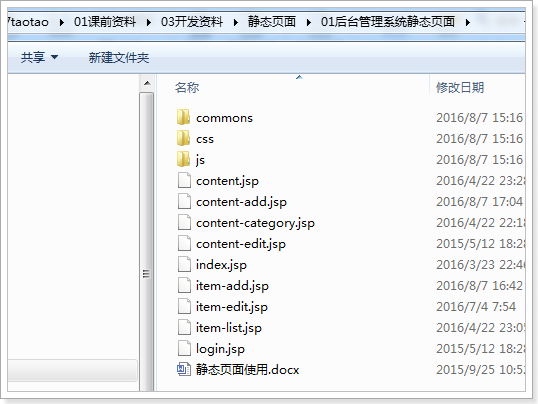 7taotao ▸ 01课前资料 ▸ 03开发资料 ▸ 静态页面 ▸ 01后台管理系统静态页面 ▸
共享 ▼ 新建文件夹
名称 修改日期
commons 2016/8/7 15:16
css 2016/8/7 15:16
js 2016/8/7 15:16
content.jsp 2016/4/22 23:28
content-add.jsp 2016/8/7 17:04
content-category.jsp 2016/4/22 22:18
content-edit.jsp 2015/5/12 18:28
index.jsp 2016/3/23 22:46
item-add.jsp 2016/8/7 16:42
item-edit.jsp 2016/7/4 7:54
item-list.jsp 2016/4/22 23:05
login.jsp 2015/5/12 18:28
静态页面使用.docx 2015/9/25 10:52